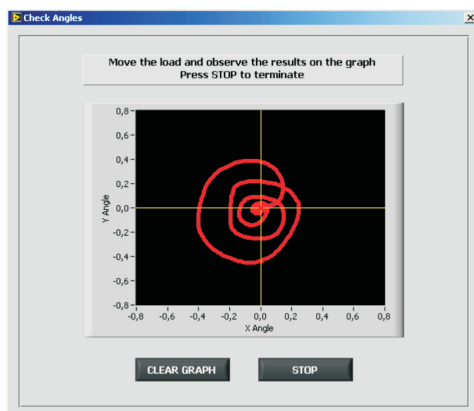 Check Angles
Move the load and observe the results on the graph
Press STOP to terminate
0,8
0,6
0,4
0,2
0,0
-0,2
-0,4
-0,6
-0,8
Y Angle
-0,8 -0,6 -0,4 -0,2 0,0 0,2 0,4 0,6 0,8
X Angle
CLEAR GRAPH STOP